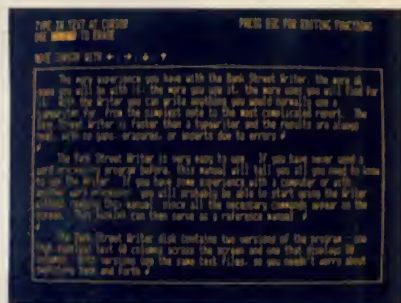 TYPE IN TEXT AT CURSOR PRESS ESC FOR EDITING FUNCTIONS
USE TO ERASE
MOVE CURSOR WITH
The more experience you have with the Bank Street Writer, the more at
ease you will be with it; the more you use it, the more uses you will find for
it. With the Writer you can write anything you would normally use a
typewriter for, from the simplest note to the most complicated report. The
Bank Street Writer is faster than a typewriter and the results are always
or inserts due to errors
The Bank Street Writer is very easy to use. If you have never used a
word processing program before, this manual will tell you all you need to know
to use the Writer. If you have some experience with a computer or with
you will probably be able to start using the Writer
without reading this manual, since all the necessary commands appear on the
screen. This booklet can then serve as a reference manual.
The Bank Street Writer disk contains two versions of the program - one
that displays text 40 columns across the screen and one that displays 80
columns. Both versions use the same text files, so you needn't worry about
switching back and forth